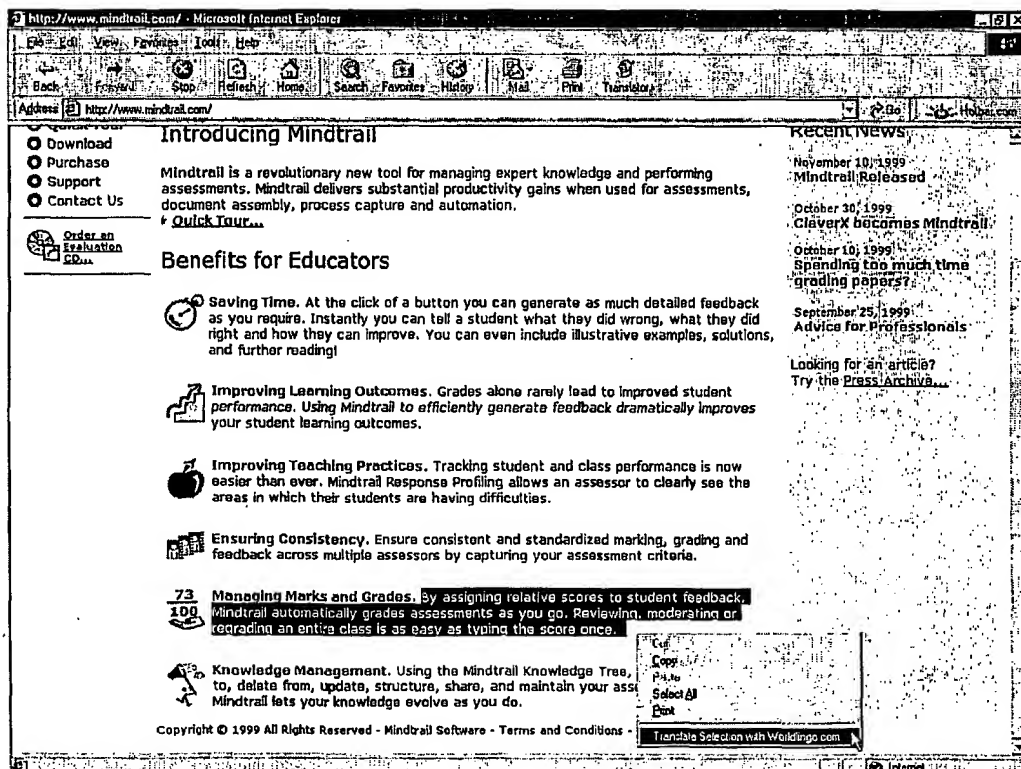 http://www.mindtrail.com/ - Microsoft Internet Explorer
File Edit View Favorites Tools Help
Back Forward Stop Refresh Home Search Favorites History Mail Print Translator
Address http://www.mindtrail.com/ Go
Quick Tour
Download
Purchase
Support
Contact Us
Order an
Evaluation
CD...
Introducing Mindtrail
Mindtrail is a revolutionary new tool for managing expert knowledge and performing
assessments. Mindtrail delivers substantial productivity gains when used for assessments,
document assembly, process capture and automation.
Quick Tour...
Benefits for Educators
Saving Time. At the click of a button you can generate as much detailed feedback
as you require. Instantly you can tell a student what they did wrong, what they did
right and how they can improve. You can even include illustrative examples, solutions,
and further reading!
Improving Learning Outcomes. Grades alone rarely lead to improved student
performance. Using Mindtrail to efficiently generate feedback dramatically improves
your student learning outcomes.
Improving Teaching Practices. Tracking student and class performance is now
easier than ever. Mindtrail Response Profiling allows an assessor to clearly see the
areas in which their students are having difficulties.
Ensuring Consistency. Ensure consistent and standardized marking, grading and
feedback across multiple assessors by capturing your assessment criteria.
73
100
Managing Marks and Grades. By assigning relative scores to student feedback,
Mindtrail automatically grades assessments as you go. Reviewing, moderating or
regrading an entire class is as easy as typing the score once.
Knowledge Management. Using the Mindtrail Knowledge Tree,
to, delete from, update, structure, share, and maintain your ass
Mindtrail lets your knowledge evolve as you do.
Copyright © 1999 All Rights Reserved - Mindtrail Software - Terms and Conditions -
Cut
Copy
Paste
Select All
Print
Translate Selection with Worldlingo.com
Recent News
November 10, 1999
Mindtrail Released
October 30, 1999
CleverX becomes Mindtrail
October 10, 1999
Spending too much time
grading papers?
September 25, 1999
Advice for Professionals
Looking for an article?
Try the Press Archive...
Internet